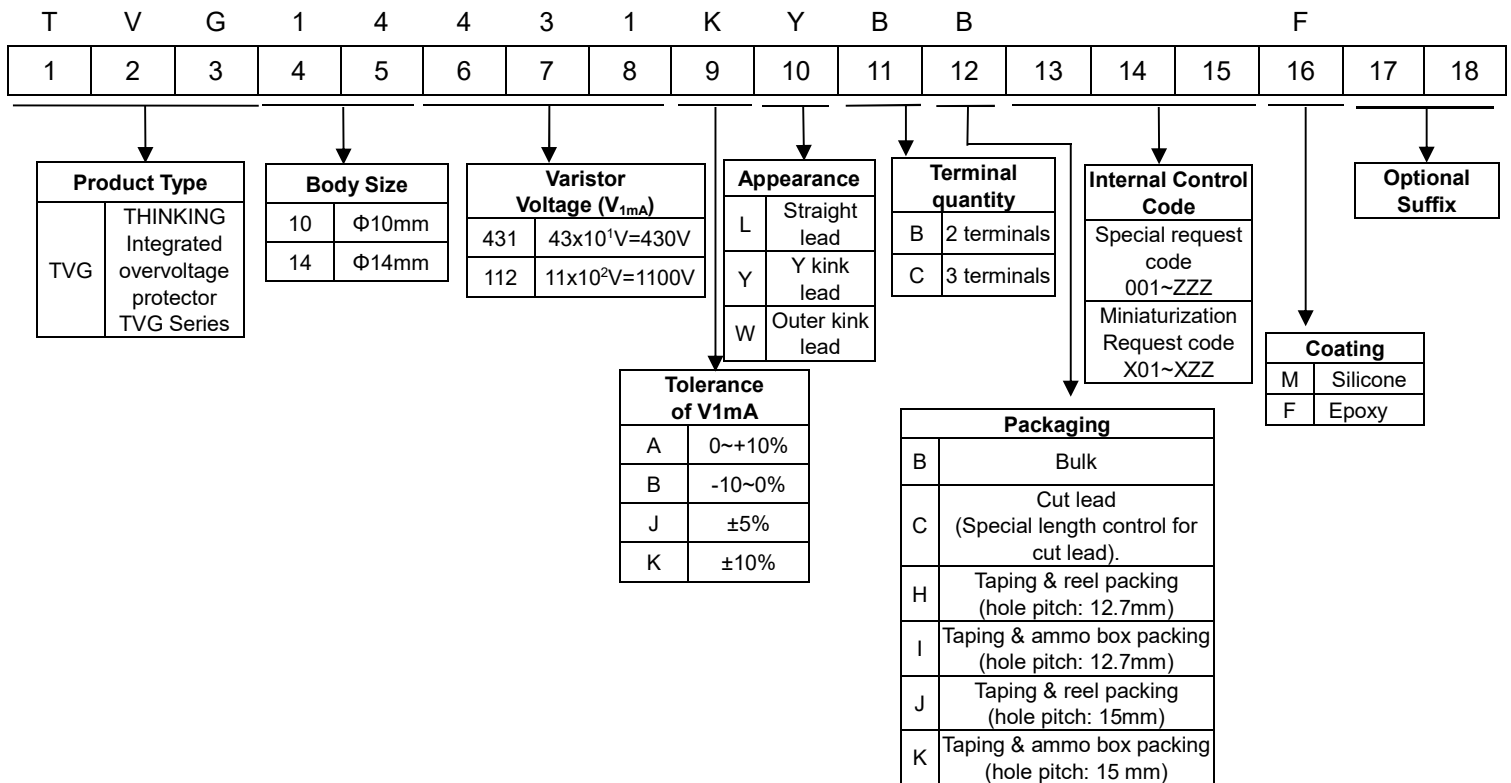 T V G 1 4 4 3 1 K Y B B F
1 2 3 4 5 6 7 8 9 10 11 12 13 14 15 16 17 18
Product Type
TVG
THINKING
Integrated
overvoltage
protector
TVG Series
Body Size
10 Φ10mm
14 Φ14mm
Varistor
Voltage (V1mA)
431 43x10¹V=430V
112 11x10²V=1100V
Appearance
L
Straight
lead
Y
Y kink
lead
W
Outer kink
lead
Terminal
quantity
B 2 terminals
C 3 terminals
Internal Control
Code
Special request
code
001~ZZZ
Miniaturization
Request code
X01~XZZ
Optional
Suffix
Coating
M Silicone
F Epoxy
Tolerance
of V1mA
A 0~+10%
B -10~0%
J ±5%
K ±10%
Packaging
B Bulk
C
Cut lead
(Special length control for
cut lead).
H
Taping & reel packing
(hole pitch: 12.7mm)
I
Taping & ammo box packing
(hole pitch: 12.7mm)
J
Taping & reel packing
(hole pitch: 15mm)
K
Taping & ammo box packing
(hole pitch: 15 mm)